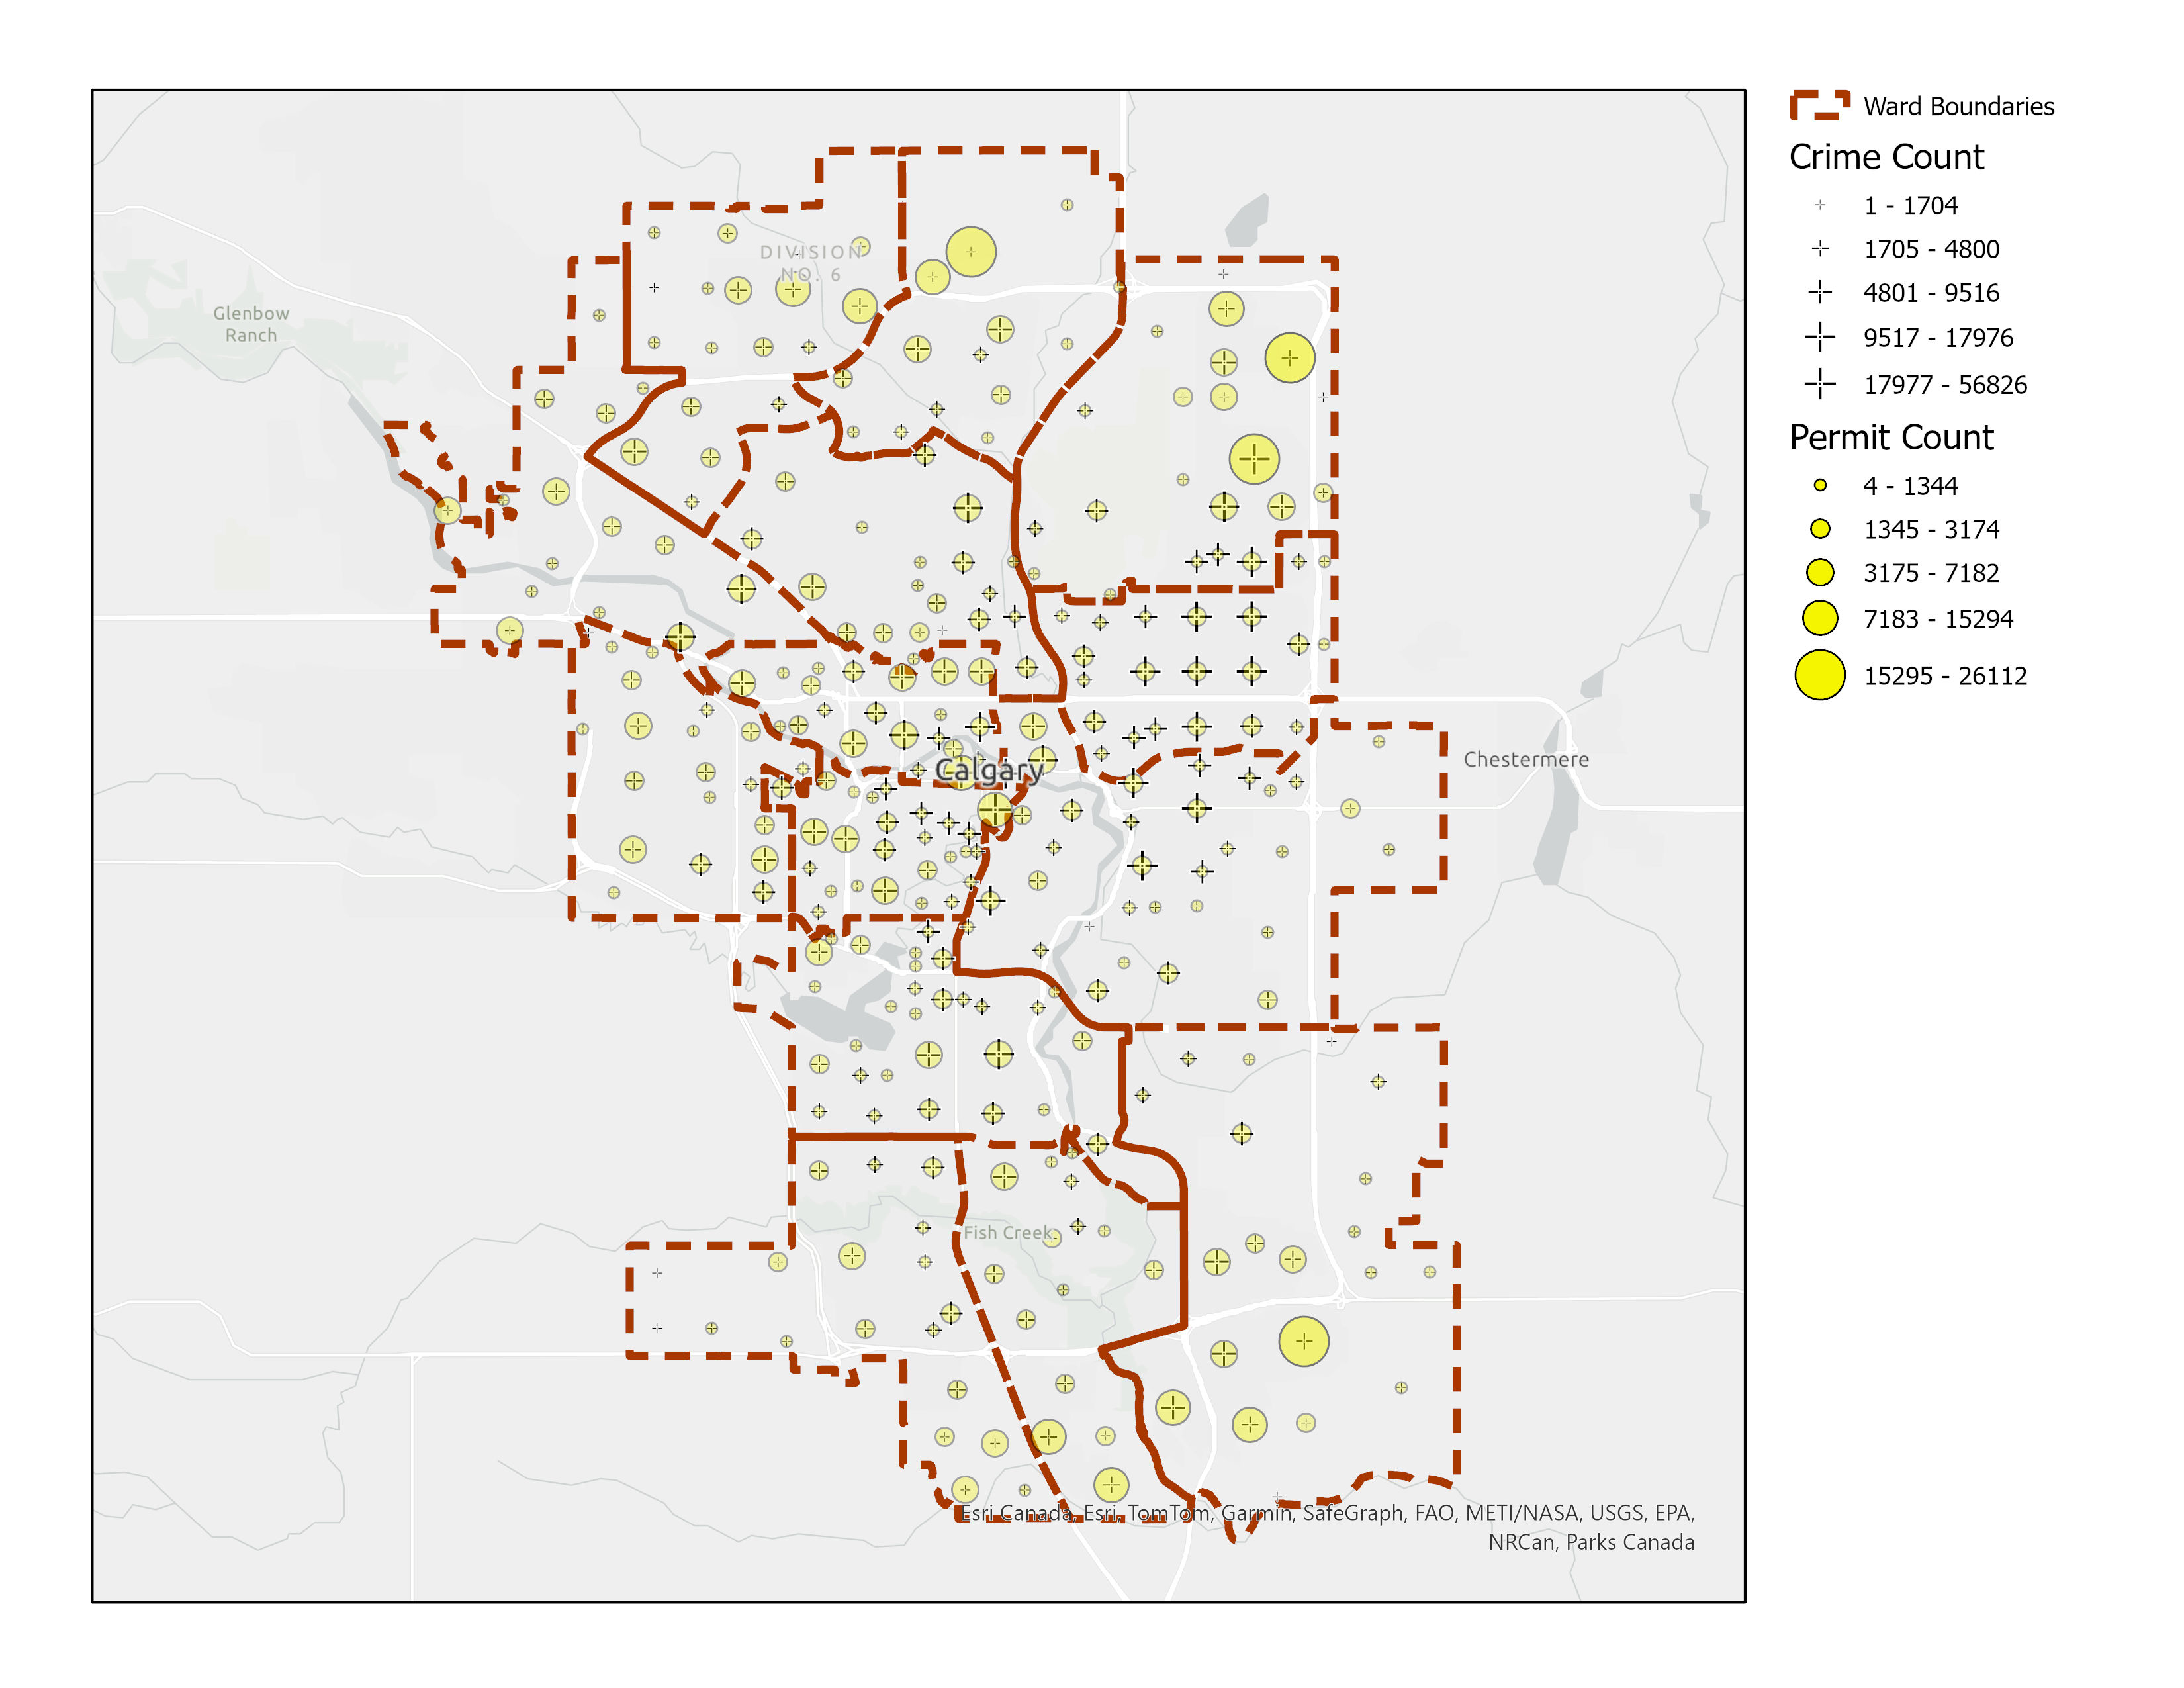 Ward Boundaries
Crime Count
1 - 1704
1705 - 4800
4801 - 9516
9517 - 17976
17977 - 56826
Permit Count
4 - 1344
1345 - 3174
3175 - 7182
7183 - 15294
15295 - 26112
DIVISION
NO. 6
Glenbow
Ranch
Chestermere
Calgary
Fish Creek
Esri Canada, Esri, TomTom, Garmin, SafeGraph, FAO, METI/NASA, USGS, EPA,
NRCan, Parks Canada